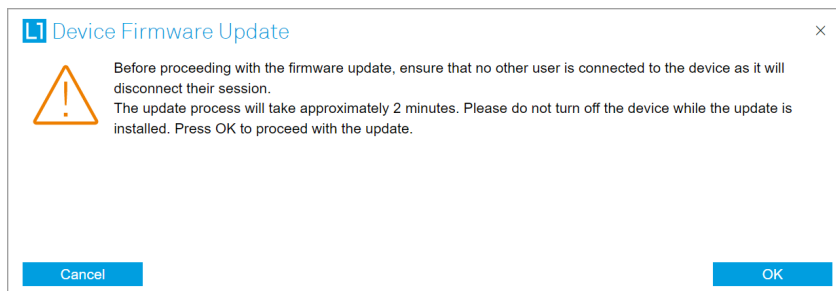 L1 Device Firmware Update
Before proceeding with the firmware update, ensure that no other user is connected to the device as it will
disconnect their session.
The update process will take approximately 2 minutes. Please do not turn off the device while the update is
installed. Press OK to proceed with the update.
Cancel
OK